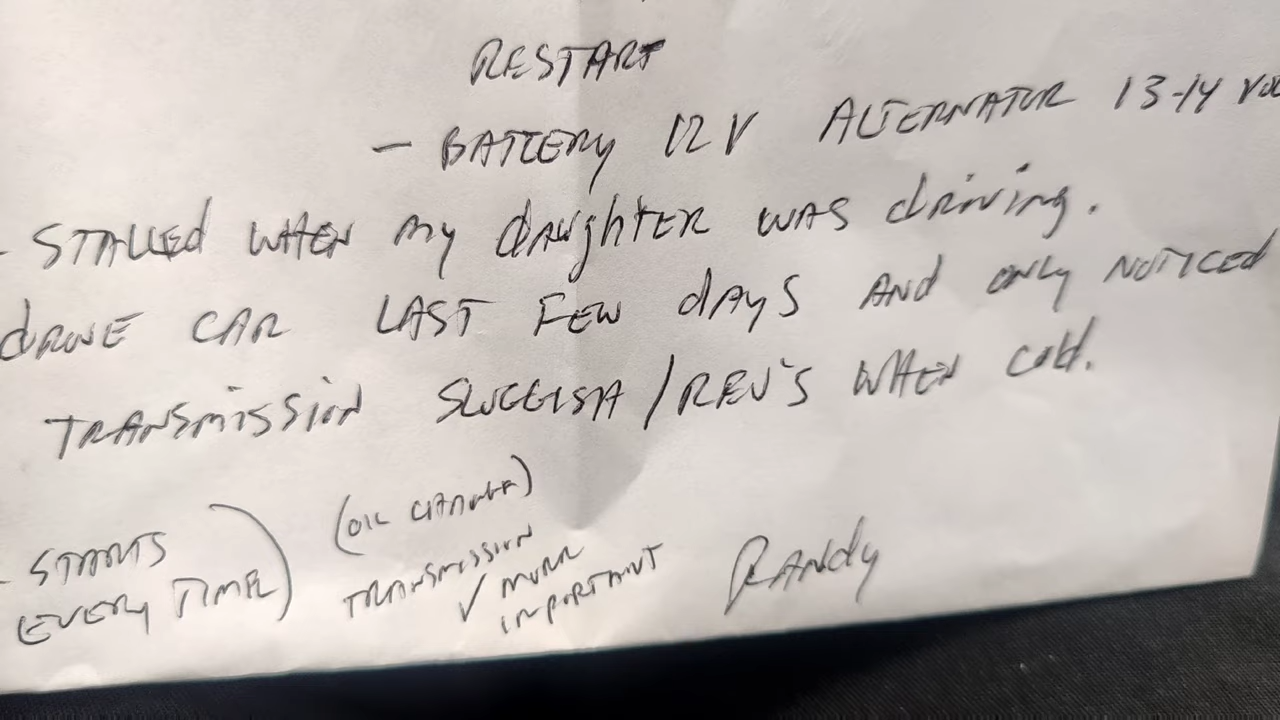 RESTART
- BATTERY 12V ALTERNATOR 13-14 VOL
- STALLED WHEN my dAughTER WAS driving.
dROVE CAR LAST FEW dAyS AND ONLy NOTICED
TRANSMISSION SLUGGISH/REV'S WHEN Cold.
- STARTS (OIL CHANGE)
(EVERY TIME) TRANSMISSION
✓ MORE
IMPORTANT
RANdy